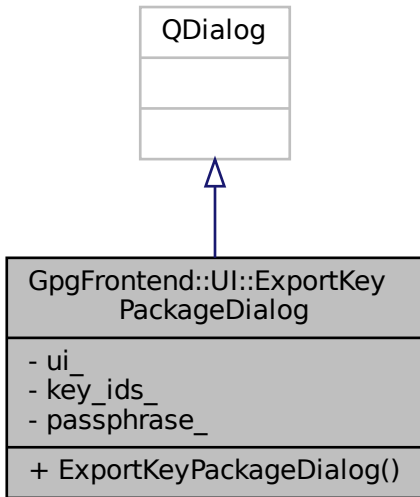 QDialog
GpgFrontend::UI::ExportKey
PackageDialog
- ui_
- key_ids_
- passphrase_
+ ExportKeyPackageDialog()